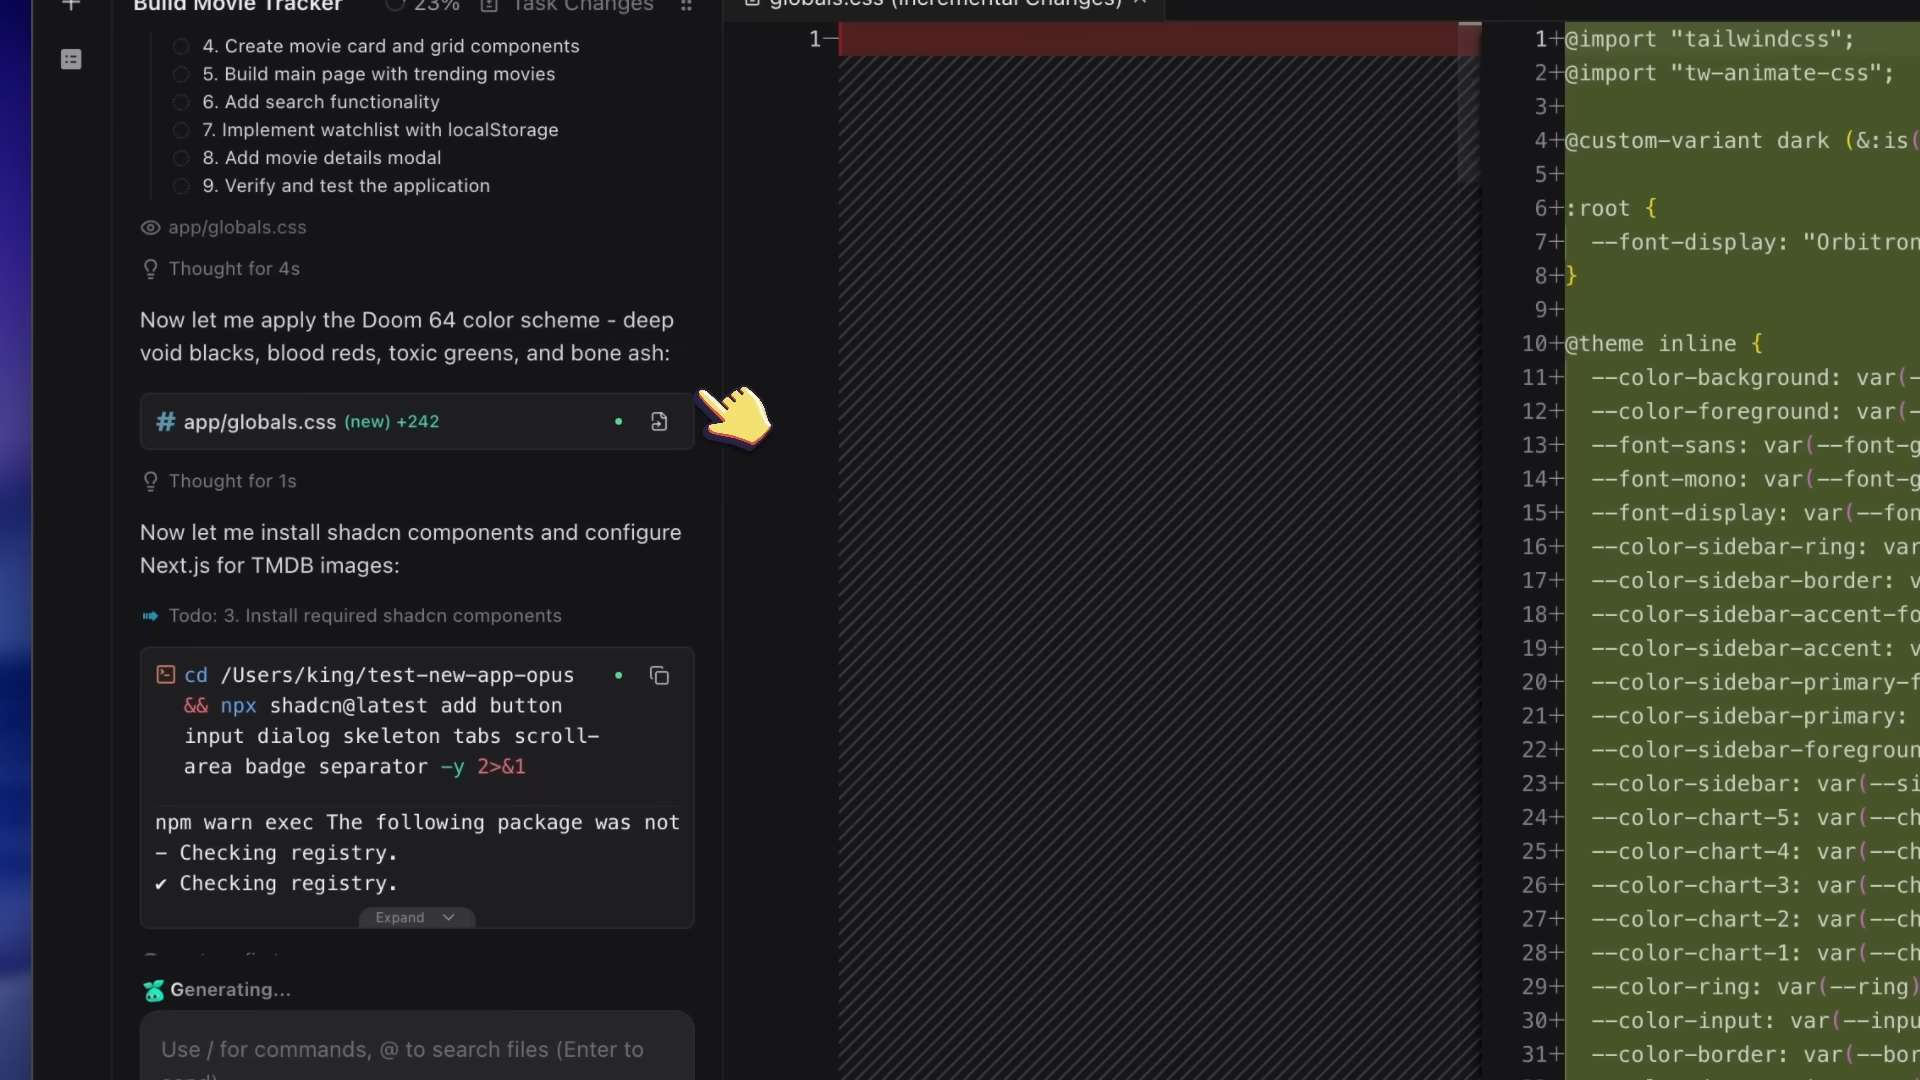 Build Movie Tracker
23%
Task Changes
4. Create movie card and grid components
5. Build main page with trending movies
6. Add search functionality
7. Implement watchlist with localStorage
8. Add movie details modal
9. Verify and test the application
app/globals.css
Thought for 4s
Now let me apply the Doom 64 color scheme - deep
void blacks, blood reds, toxic greens, and bone ash:
# app/globals.css (new) +242
Thought for 1s
Now let me install shadcn components and configure
Next.js for TMDB images:
Todo: 3. Install required shadcn components
cd /Users/king/test-new-app-opus
&& npx shadcn@latest add button
input dialog skeleton tabs scroll-
area badge separator -y 2>&1
npm warn exec The following package was not
- Checking registry.
✔ Checking registry.
Expand
Generating...
Use / for commands, @ to search files (Enter to
globals.css (Incremental Changes)
1-
1+@import "tailwindcss";
2+@import "tw-animate-css";
3+
4+@custom-variant dark (&:is(
5+
6+:root {
7+  --font-display: "Orbitron
8+}
9+
10+@theme inline {
11+  --color-background: var(-
12+  --color-foreground: var(-
13+  --font-sans: var(--font-g
14+  --font-mono: var(--font-g
15+  --font-display: var(--fon
16+  --color-sidebar-ring: var
17+  --color-sidebar-border: v
18+  --color-sidebar-accent-fo
19+  --color-sidebar-accent: v
20+  --color-sidebar-primary-f
21+  --color-sidebar-primary:
22+  --color-sidebar-foregroun
23+  --color-sidebar: var(--si
24+  --color-chart-5: var(--ch
25+  --color-chart-4: var(--ch
26+  --color-chart-3: var(--ch
27+  --color-chart-2: var(--ch
28+  --color-chart-1: var(--ch
29+  --color-ring: var(--ring)
30+  --color-input: var(--inpu
31+  --color-border: var(--bor